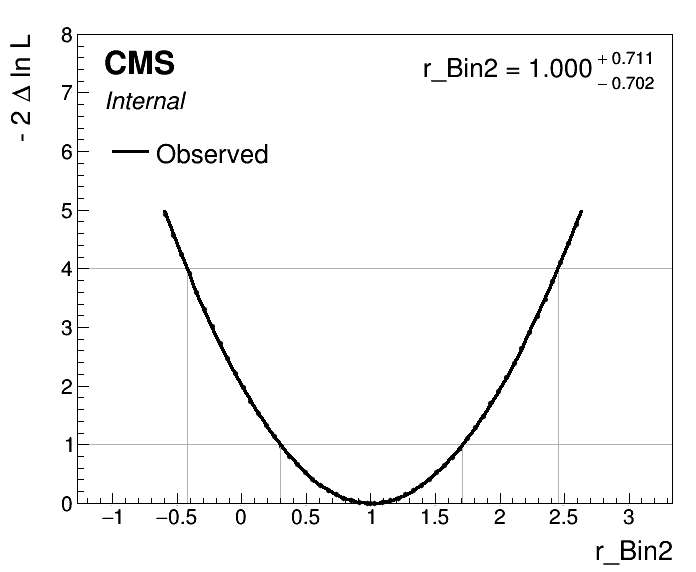 - 2 Δ ln L
8
7
6
5
4
3
2
1
0
CMS
Internal
r_Bin2 = 1.000 + 0.711 − 0.702
Observed
−1 −0.5 0 0.5 1 1.5 2 2.5 3
r_Bin2